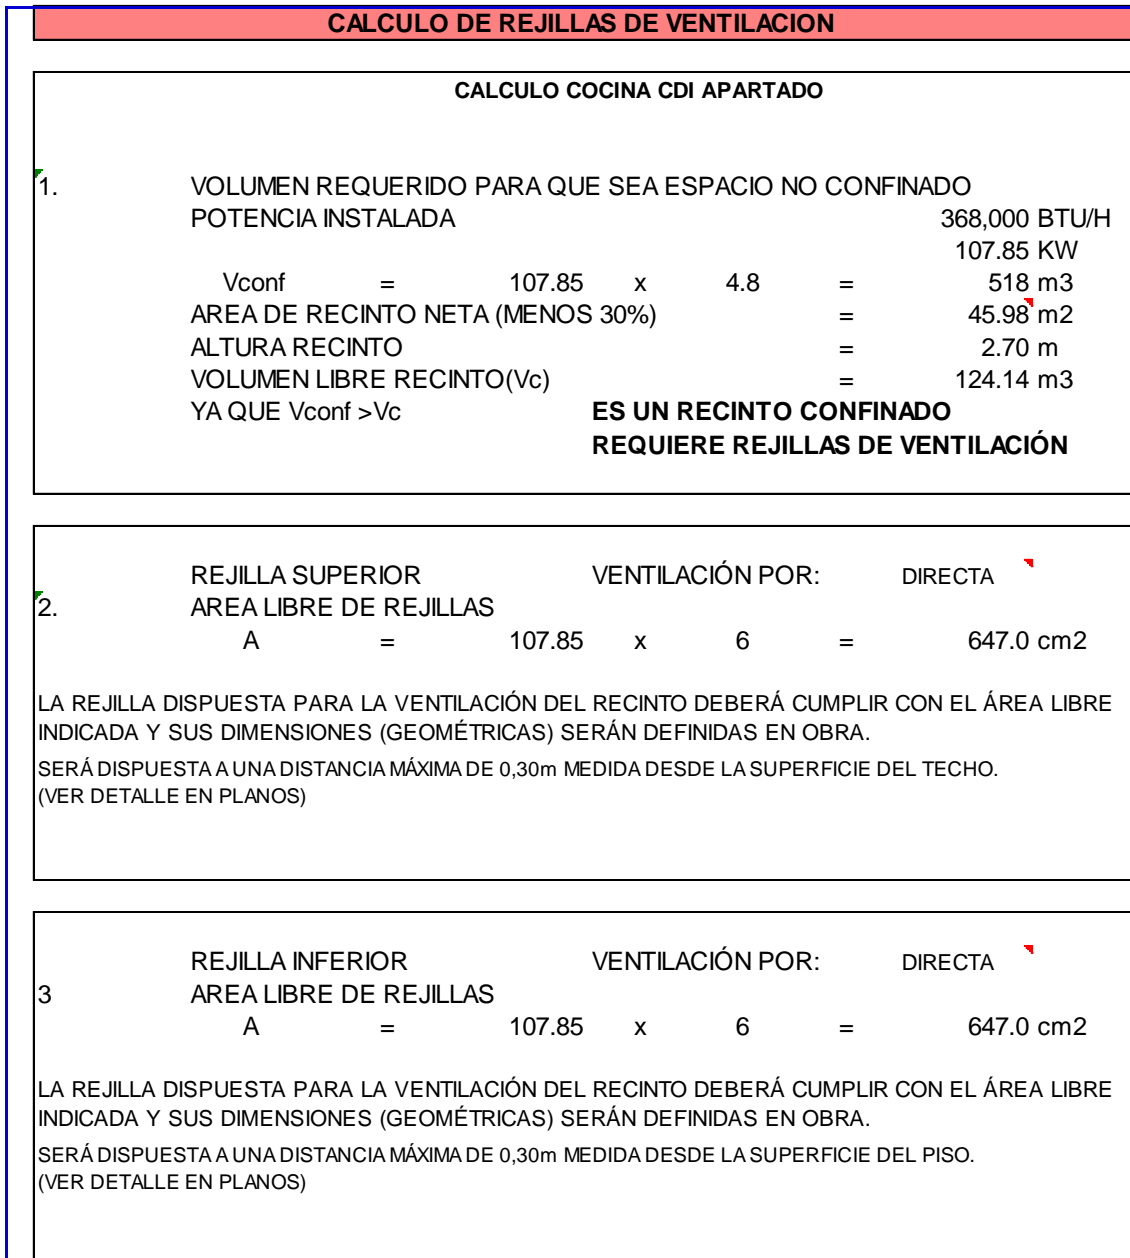 CALCULO DE REJILLAS DE VENTILACION
CALCULO COCINA CDI APARTADO
1. VOLUMEN REQUERIDO PARA QUE SEA ESPACIO NO CONFINADO
POTENCIA INSTALADA 368,000 BTU/H
107.85 KW
Vconf = 107.85 x 4.8 = 518 m3
AREA DE RECINTO NETA (MENOS 30%) = 45.98 m2
ALTURA RECINTO = 2.70 m
VOLUMEN LIBRE RECINTO(Vc) = 124.14 m3
YA QUE Vconf >Vc ES UN RECINTO CONFINADO
REQUIERE REJILLAS DE VENTILACIÓN
REJILLA SUPERIOR VENTILACIÓN POR: DIRECTA
2. AREA LIBRE DE REJILLAS
A = 107.85 x 6 = 647.0 cm2
LA REJILLA DISPUESTA PARA LA VENTILACIÓN DEL RECINTO DEBERÁ CUMPLIR CON EL ÁREA LIBRE
INDICADA Y SUS DIMENSIONES (GEOMÉTRICAS) SERÁN DEFINIDAS EN OBRA.
SERÁ DISPUESTA A UNA DISTANCIA MÁXIMA DE 0,30m MEDIDA DESDE LA SUPERFICIE DEL TECHO.
(VER DETALLE EN PLANOS)
REJILLA INFERIOR VENTILACIÓN POR: DIRECTA
3 AREA LIBRE DE REJILLAS
A = 107.85 x 6 = 647.0 cm2
LA REJILLA DISPUESTA PARA LA VENTILACIÓN DEL RECINTO DEBERÁ CUMPLIR CON EL ÁREA LIBRE
INDICADA Y SUS DIMENSIONES (GEOMÉTRICAS) SERÁN DEFINIDAS EN OBRA.
SERÁ DISPUESTA A UNA DISTANCIA MÁXIMA DE 0,30m MEDIDA DESDE LA SUPERFICIE DEL PISO.
(VER DETALLE EN PLANOS)